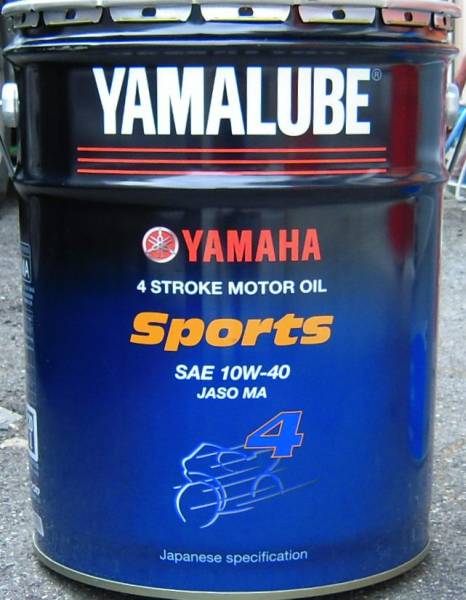 YAMALUBE®
YAMAHA
4 STROKE MOTOR OIL
Sports
SAE 10W-40
JASO MA
4
Japanese specification